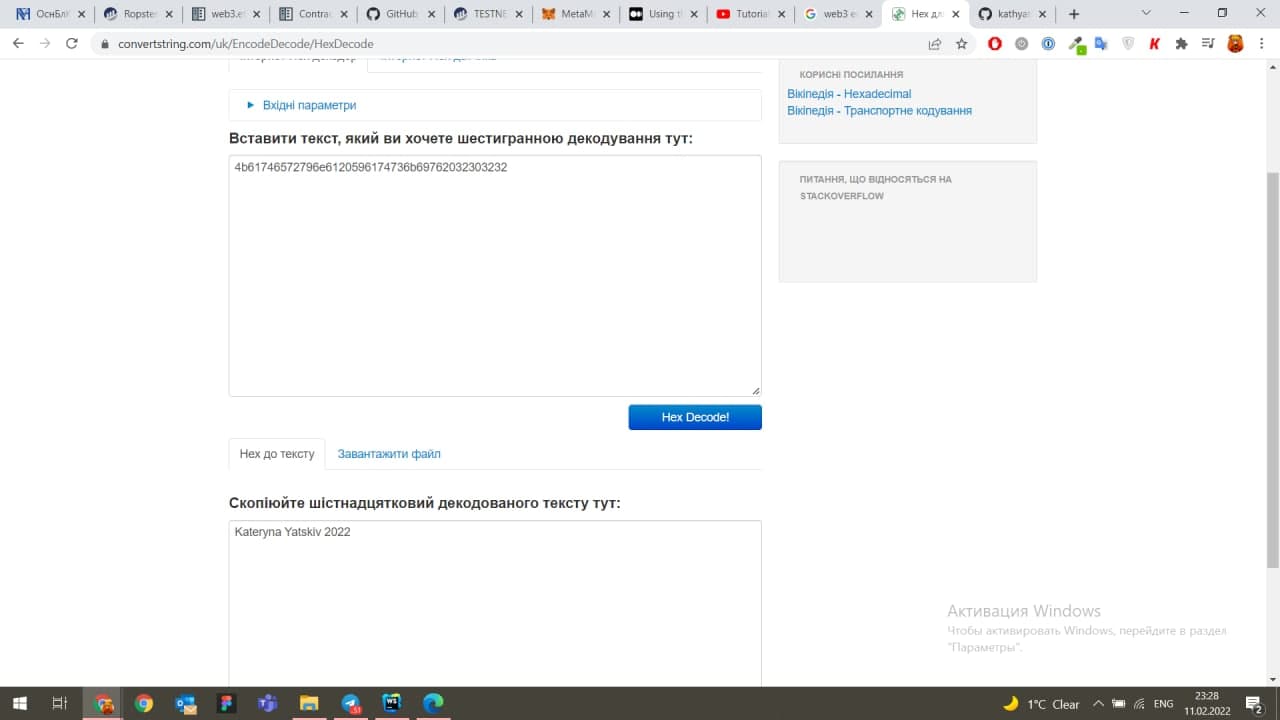 ОснБл
Ropster
web3.e
Contrac
GitHub
TESTNE
MetaM
Using t
Tutorial
web3 e
Hex дл
kathya
convertstring.com/uk/EncodeDecode/HexDecode
Вхідні параметри
Вставити текст, який ви хочете шестигранною декодування тут:
4b61746572796e6120596174736b69762032303232
Hex Decode!
Hex до тексту
Завантажити файл
Скопіюйте шістнадцятковий декодованого тексту тут:
Kateryna Yatskiv 2022
КОРИСНІ ПОСИЛАННЯ
Вікіпедія - Hexadecimal
Вікіпедія - Транспортне кодування
ПИТАННЯ, ЩО ВІДНОСЯТЬСЯ НА
STACKOVERFLOW
Активация Windows
Чтобы активировать Windows, перейдите в раздел
"Параметры".
1°C Clear
ENG
23:28
11.02.2022
2